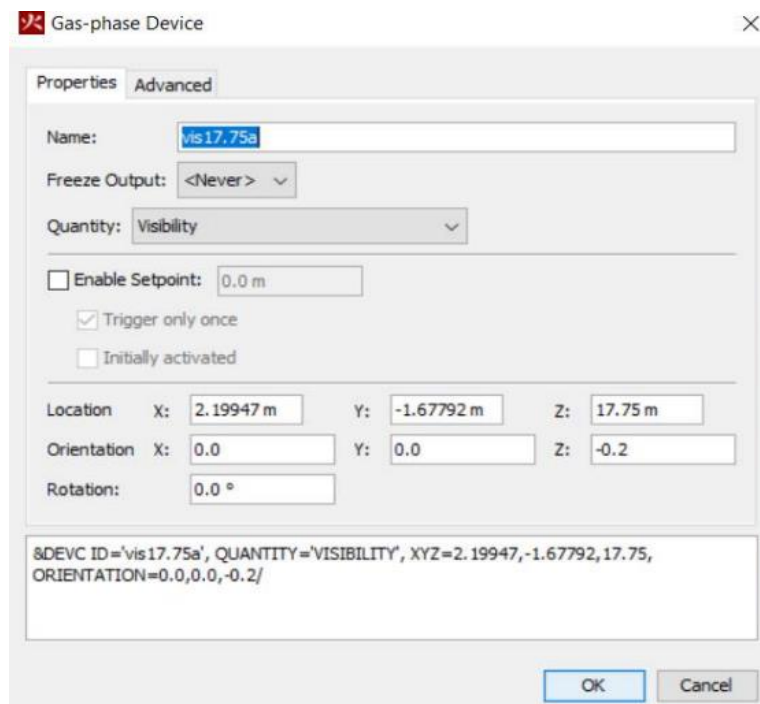 火 Gas-phase Device
Properties Advanced
Name: vis17.75a
Freeze Output: <Never>
Quantity: Visibility
Enable Setpoint: 0.0 m
Trigger only once
Initially activated
Location X: 2.19947 m Y: -1.67792 m Z: 17.75 m
Orientation X: 0.0 Y: 0.0 Z: -0.2
Rotation: 0.0 °
&DEVC ID='vis17.75a', QUANTITY='VISIBILITY', XYZ=2.19947,-1.67792,17.75,
ORIENTATION=0.0,0.0,-0.2/
OK Cancel